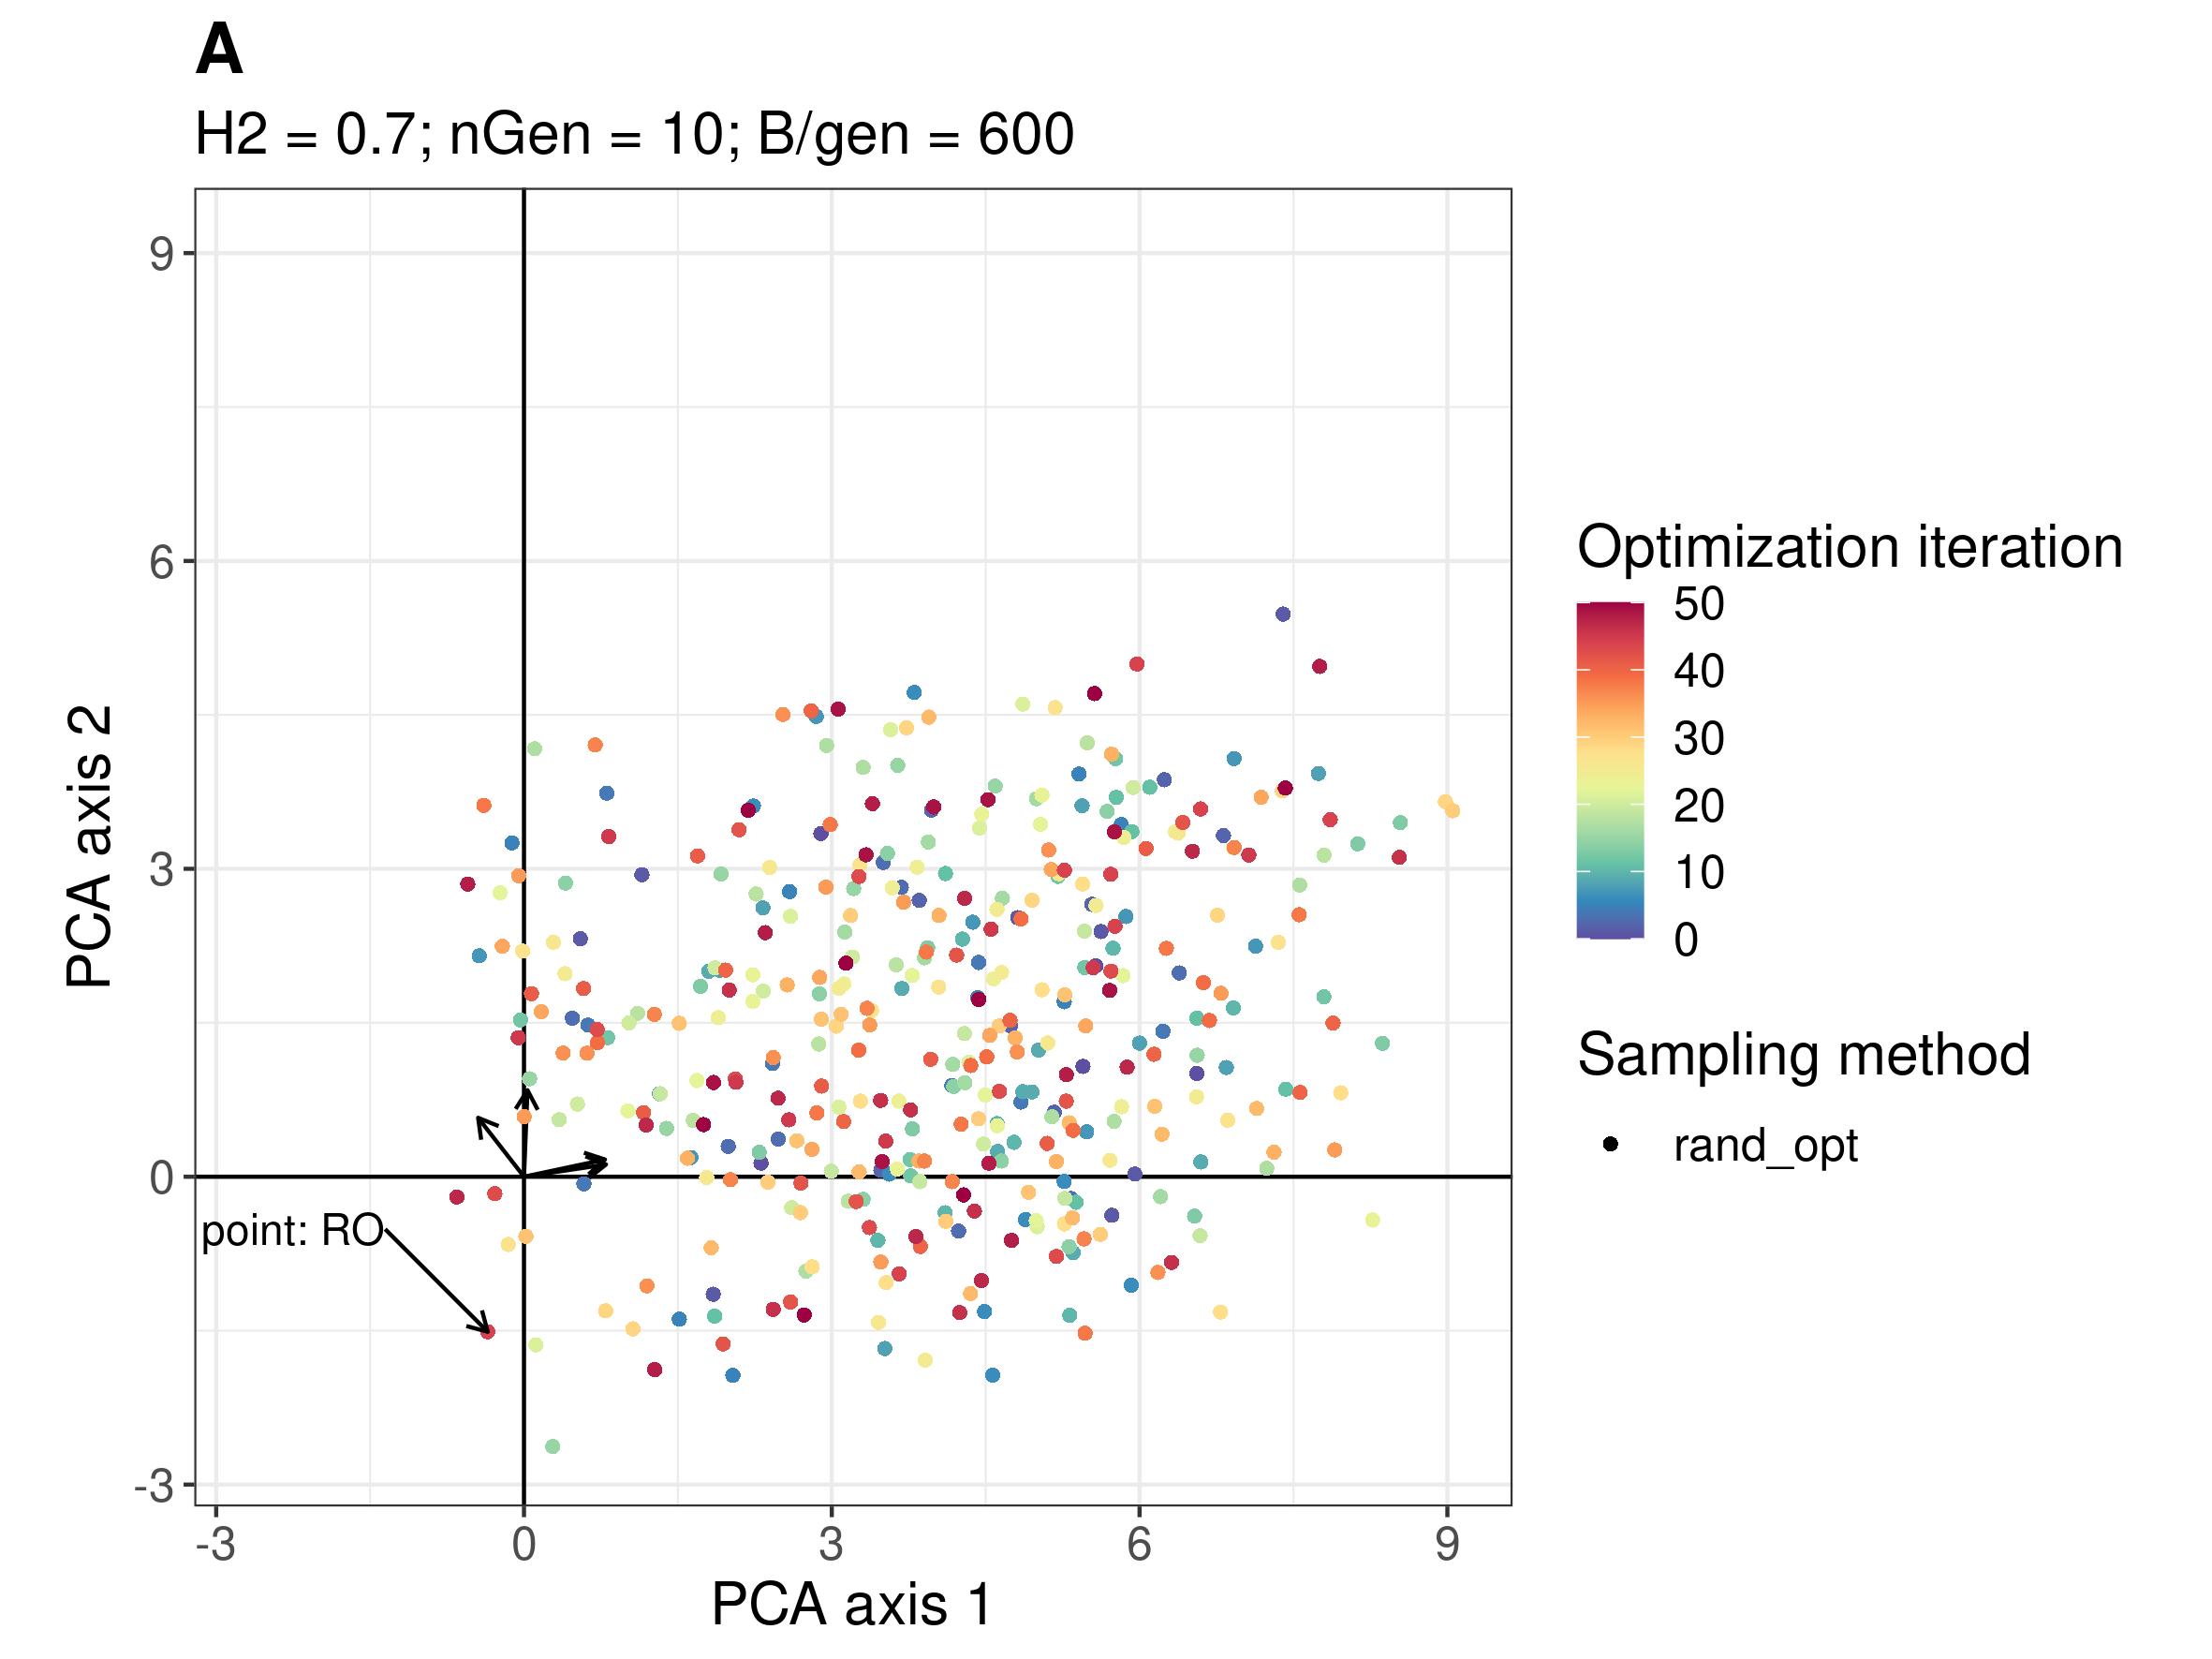 A
H2 = 0.7; nGen = 10; B/gen = 600
9
6
3
0
-3
PCA axis 2
point: RO
-3
0
3
6
9
PCA axis 1
Optimization iteration
50
40
30
20
10
0
Sampling method
rand_opt